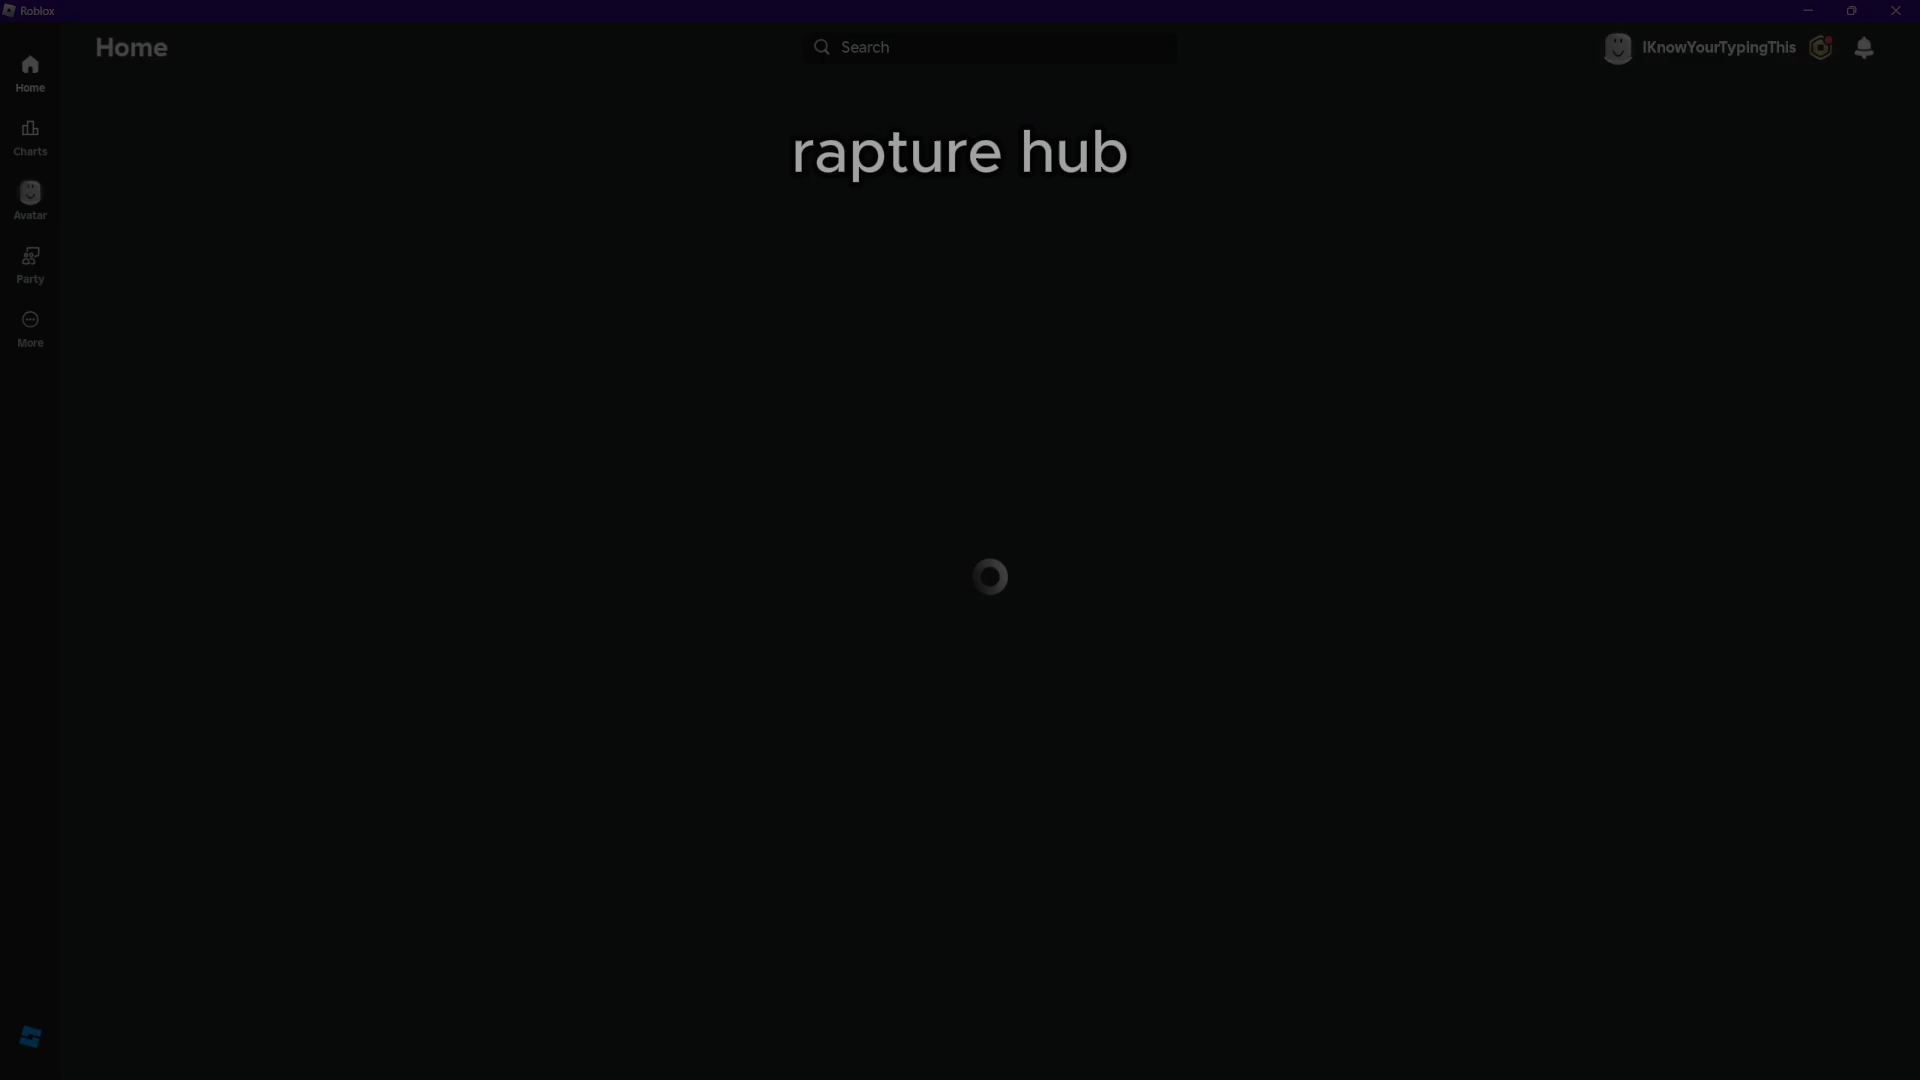 Roblox
Home
Search
IKnowYourTypingThis
Home
rapture hub
Charts
Avatar
Party
More